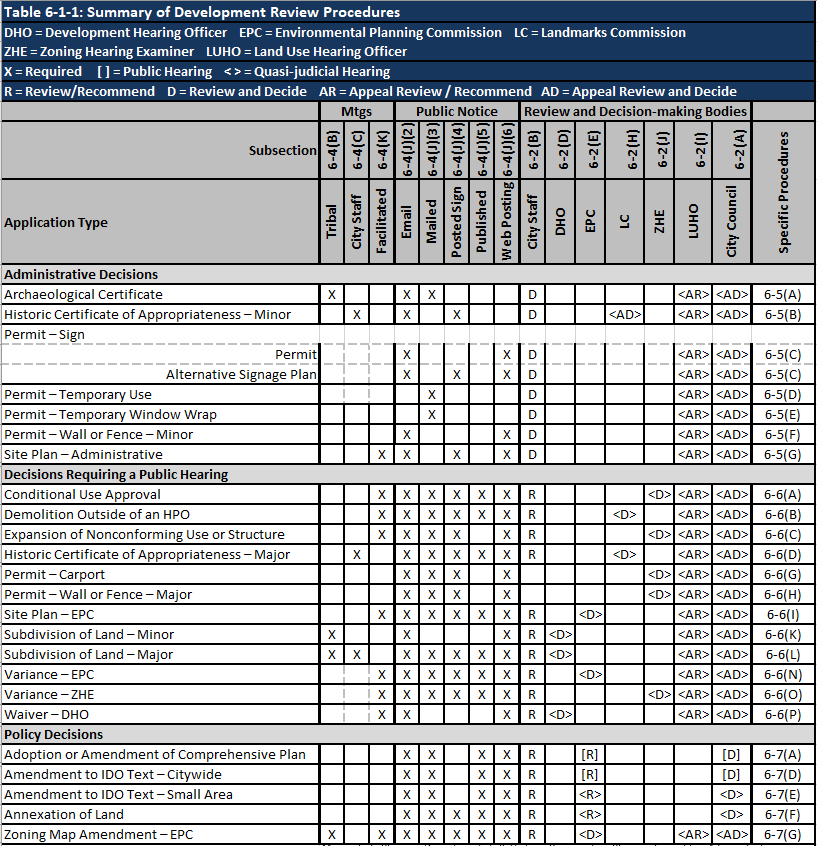 Table 6-1-1: Summary of Development Review Procedures
DHO = Development Hearing Officer EPC = Environmental Planning Commission LC = Landmarks Commission
ZHE = Zoning Hearing Examiner LUHO = Land Use Hearing Officer
X = Required [ ] = Public Hearing < > = Quasi-judicial Hearing
R = Review/Recommend D = Review and Decide AR = Appeal Review / Recommend AD = Appeal Review and Decide
Mtgs Public Notice Review and Decision-making Bodies
Subsection 6-4(B) 6-4(C) 6-4(K) 6-4(J)(2) 6-4(J)(3) 6-4(J)(4) 6-4(J)(5) 6-4(J)(6) 6-2(B) 6-2(D) 6-2(E) 6-2(H) 6-2(J) 6-2(I) 6-2(A) Specific Procedures
Application Type Tribal City Staff Facilitated Email Mailed Posted Sign Published Web Posting City Staff DHO EPC LC ZHE LUHO City Council
Administrative Decisions
Archaeological Certificate X X X D <AR> <AD> 6-5(A)
Historic Certificate of Appropriateness – Minor X X X D <AD> <AR> <AD> 6-5(B)
Permit – Sign
Permit X X D <AR> <AD> 6-5(C)
Alternative Signage Plan X X X D <AR> <AD> 6-5(C)
Permit – Temporary Use X D <AR> <AD> 6-5(D)
Permit – Temporary Window Wrap X D <AR> <AD> 6-5(E)
Permit – Wall or Fence – Minor X X D <AR> <AD> 6-5(F)
Site Plan – Administrative X X X X D <AR> <AD> 6-5(G)
Decisions Requiring a Public Hearing
Conditional Use Approval X X X X X X R <D> <AR> <AD> 6-6(A)
Demolition Outside of an HPO X X X X X X R <D> <AR> <AD> 6-6(B)
Expansion of Nonconforming Use or Structure X X X X X R <D> <AR> <AD> 6-6(C)
Historic Certificate of Appropriateness – Major X X X X X X R <D> <AR> <AD> 6-6(D)
Permit – Carport X X X X <D> <AR> <AD> 6-6(G)
Permit – Wall or Fence – Major X X X X <D> <AR> <AD> 6-6(H)
Site Plan – EPC X X X X X X R <D> <AR> <AD> 6-6(I)
Subdivision of Land – Minor X X X R <D> <AR> <AD> 6-6(K)
Subdivision of Land – Major X X X X X X X R <D> <AR> <AD> 6-6(L)
Variance – EPC X X X X X X R <D> <AR> <AD> 6-6(N)
Variance – ZHE X X X X X X R <D> <AR> <AD> 6-6(O)
Waiver – DHO X X X R <D> <AR> <AD> 6-6(P)
Policy Decisions
Adoption or Amendment of Comprehensive Plan X X X X R [R] [D] 6-7(A)
Amendment to IDO Text – Citywide X X X X R [R] [D] 6-7(D)
Amendment to IDO Text – Small Area X X X X R <R> <D> 6-7(E)
Annexation of Land X X X X X R <R> <D> 6-7(F)
Zoning Map Amendment – EPC X X X X X X X R <D> <AR> <AD> 6-7(G)